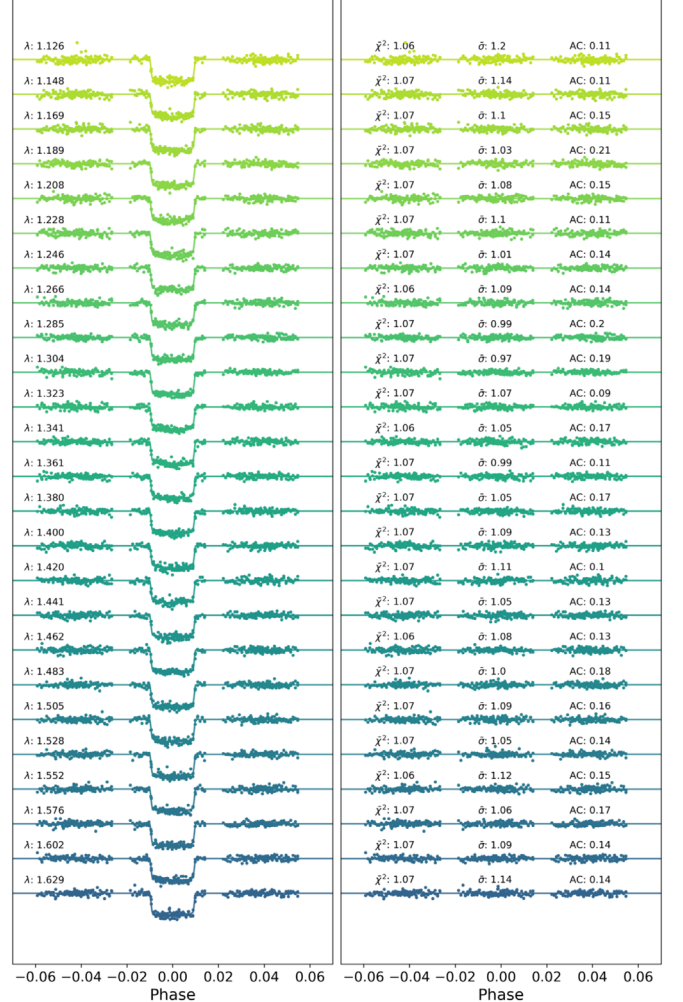 λ: 1.126 χ̃²: 1.06 σ̄: 1.2 AC: 0.11
λ: 1.148 χ̃²: 1.07 σ̄: 1.14 AC: 0.11
λ: 1.169 χ̃²: 1.07 σ̄: 1.1 AC: 0.15
λ: 1.189 χ̃²: 1.07 σ̄: 1.03 AC: 0.21
λ: 1.208 χ̃²: 1.07 σ̄: 1.08 AC: 0.15
λ: 1.228 χ̃²: 1.07 σ̄: 1.1 AC: 0.11
λ: 1.246 χ̃²: 1.07 σ̄: 1.01 AC: 0.14
λ: 1.266 χ̃²: 1.06 σ̄: 1.09 AC: 0.14
λ: 1.285 χ̃²: 1.07 σ̄: 0.99 AC: 0.2
λ: 1.304 χ̃²: 1.07 σ̄: 0.97 AC: 0.19
λ: 1.323 χ̃²: 1.07 σ̄: 1.07 AC: 0.09
λ: 1.341 χ̃²: 1.06 σ̄: 1.05 AC: 0.17
λ: 1.361 χ̃²: 1.07 σ̄: 0.99 AC: 0.11
λ: 1.380 χ̃²: 1.07 σ̄: 1.05 AC: 0.17
λ: 1.400 χ̃²: 1.07 σ̄: 1.09 AC: 0.13
λ: 1.420 χ̃²: 1.07 σ̄: 1.11 AC: 0.1
λ: 1.441 χ̃²: 1.07 σ̄: 1.05 AC: 0.13
λ: 1.462 χ̃²: 1.06 σ̄: 1.08 AC: 0.13
λ: 1.483 χ̃²: 1.07 σ̄: 1.0 AC: 0.18
λ: 1.505 χ̃²: 1.07 σ̄: 1.09 AC: 0.16
λ: 1.528 χ̃²: 1.07 σ̄: 1.05 AC: 0.14
λ: 1.552 χ̃²: 1.06 σ̄: 1.12 AC: 0.15
λ: 1.576 χ̃²: 1.07 σ̄: 1.06 AC: 0.17
λ: 1.602 χ̃²: 1.07 σ̄: 1.09 AC: 0.14
λ: 1.629 χ̃²: 1.07 σ̄: 1.14 AC: 0.14
−0.06 −0.04 −0.02 0.00 0.02 0.04 0.06 −0.06 −0.04 −0.02 0.00 0.02 0.04 0.06
Phase Phase